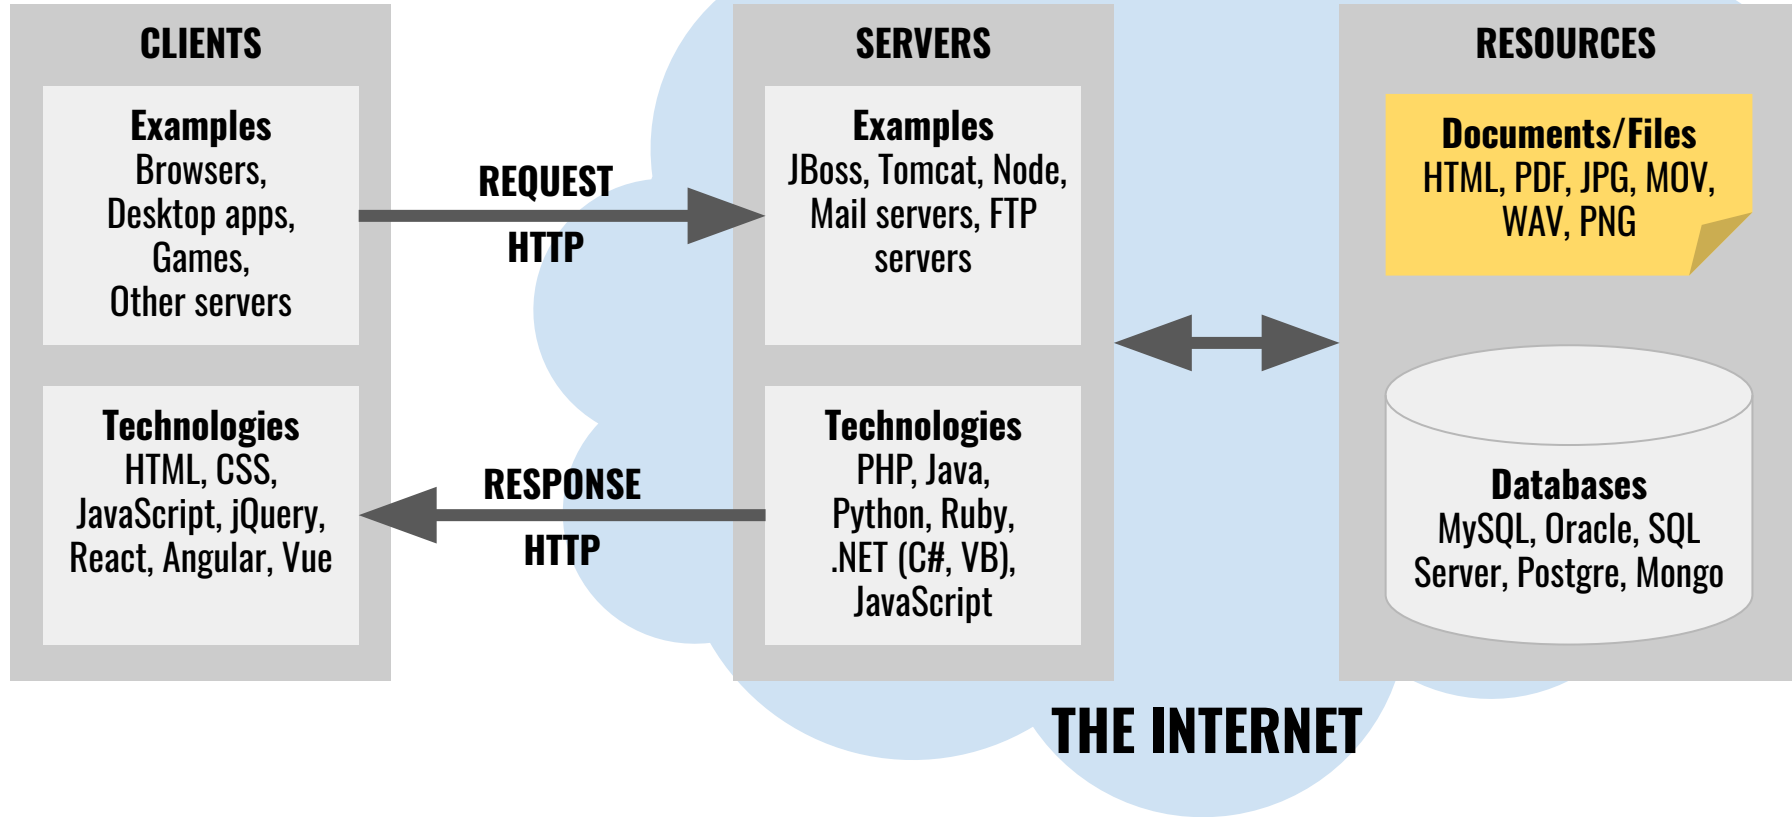 CLIENTS
Examples
Browsers,
Desktop apps,
Games,
Other servers
Technologies
HTML, CSS,
JavaScript, jQuery,
React, Angular, Vue
REQUEST
HTTP
RESPONSE
HTTP
SERVERS
Examples
JBoss, Tomcat, Node,
Mail servers, FTP
servers
Technologies
PHP, Java,
Python, Ruby,
.NET (C#, VB),
JavaScript
RESOURCES
Documents/Files
HTML, PDF, JPG, MOV,
WAV, PNG
Databases
MySQL, Oracle, SQL
Server, Postgre, Mongo
THE INTERNET